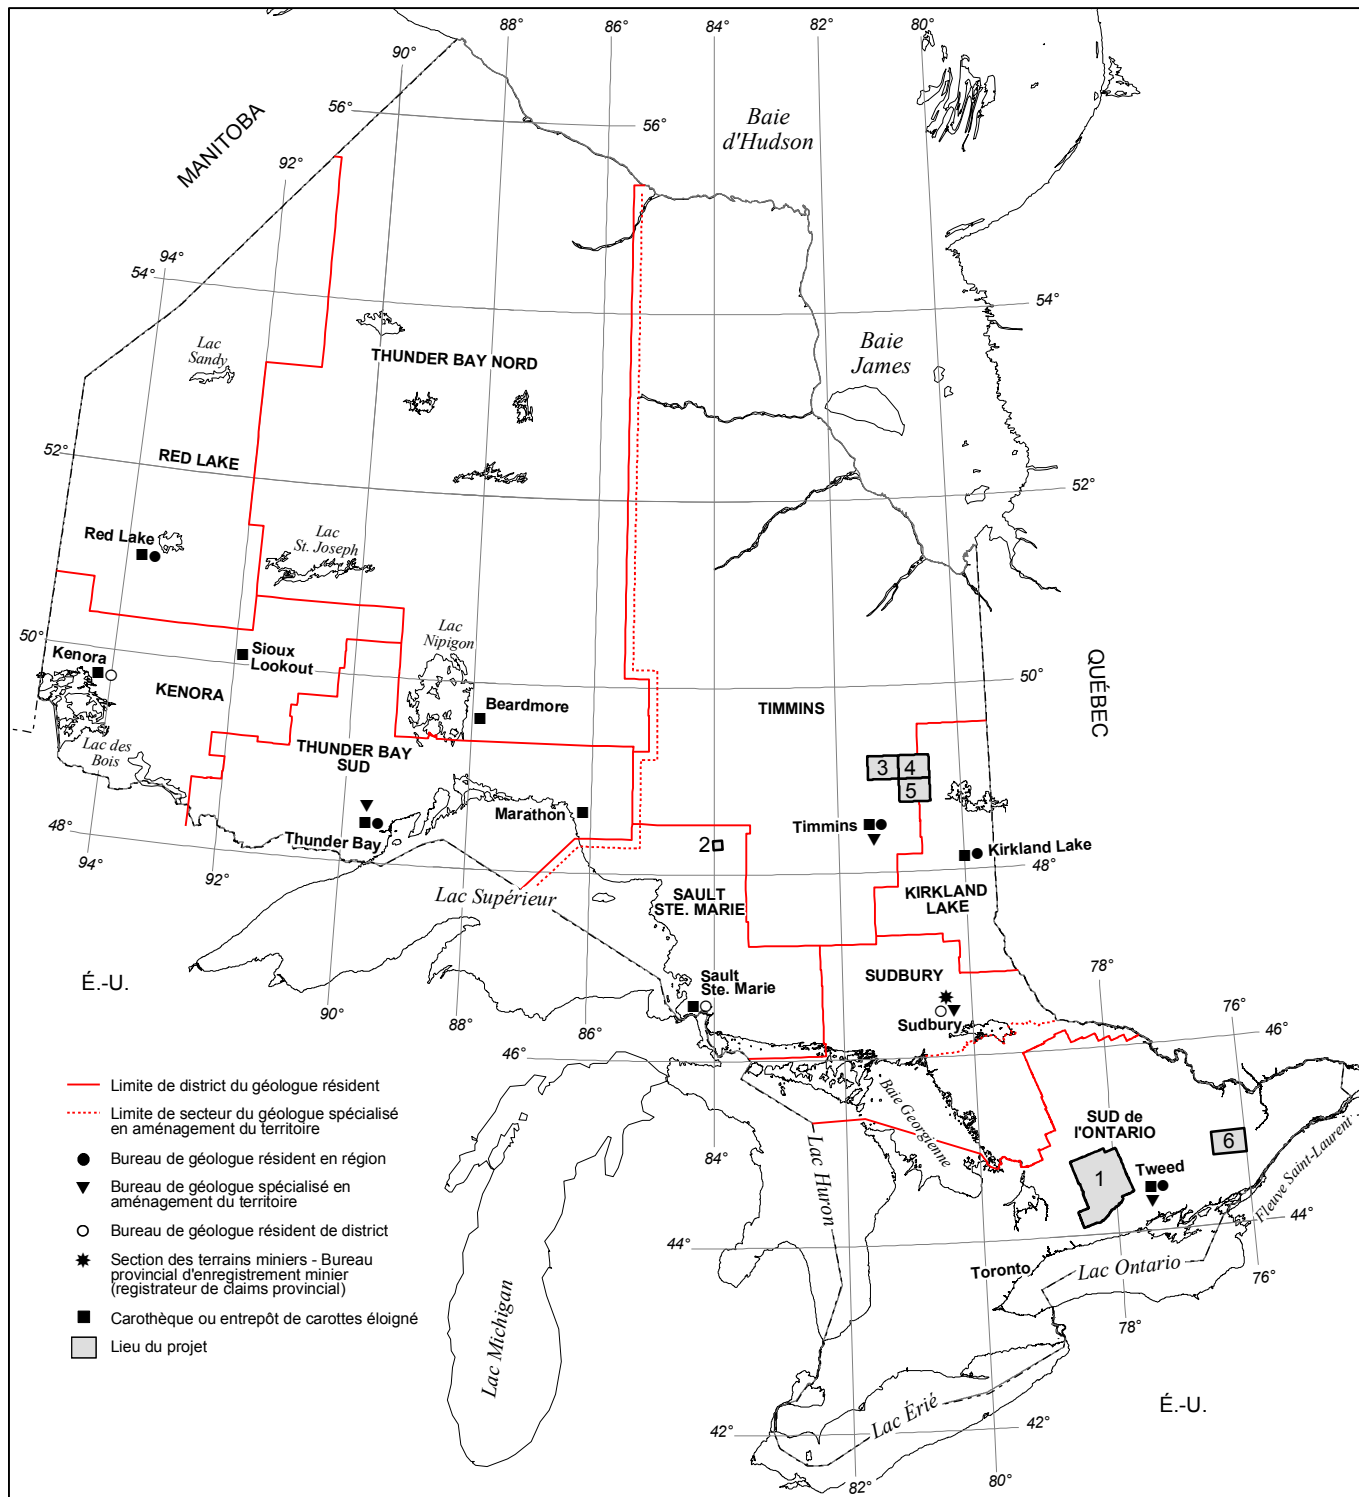 88°
86°
84°
82°
80°
90°
56°
56°
Baie
d'Hudson
MANITOBA
92°
94°
54°
54°
Lac
Sandy
THUNDER BAY NORD
Baie
James
52°
RED LAKE
52°
Red Lake
Lac
St. Joseph
50°
Kenora
Sioux
Lookout
Lac
Nipigon
50°
QUÉBEC
KENORA
Beardmore
TIMMINS
Lac des
Bois
THUNDER BAY
SUD
3
4
5
Marathon
Timmins
48°
Thunder Bay
2
Kirkland Lake
48°
94°
92°
Lac Supérieur
SAULT
STE. MARIE
KIRKLAND
LAKE
É.-U.
Sault
Ste. Marie
SUDBURY
78°
76°
90°
88°
86°
Sudbury
46°
46°
Limite de district du géologue résident
Limite de secteur du géologue spécialisé
en aménagement du territoire
Bureau de géologue résident en région
Bureau de géologue spécialisé en
aménagement du territoire
Bureau de géologue résident de district
Section des terrains miniers - Bureau
provincial d'enregistrement minier
(registrateur de claims provincial)
Carothèque ou entrepôt de carottes éloigné
Lieu du projet
Baie Georgienne
84°
Lac Huron
SUD de
l'ONTARIO
6
1
Tweed
Fleuve Saint-Laurent
44°
44°
Toronto
Lac Ontario
76°
78°
Lac Michigan
Lac Érié
É.-U.
42°
42°
82°
80°